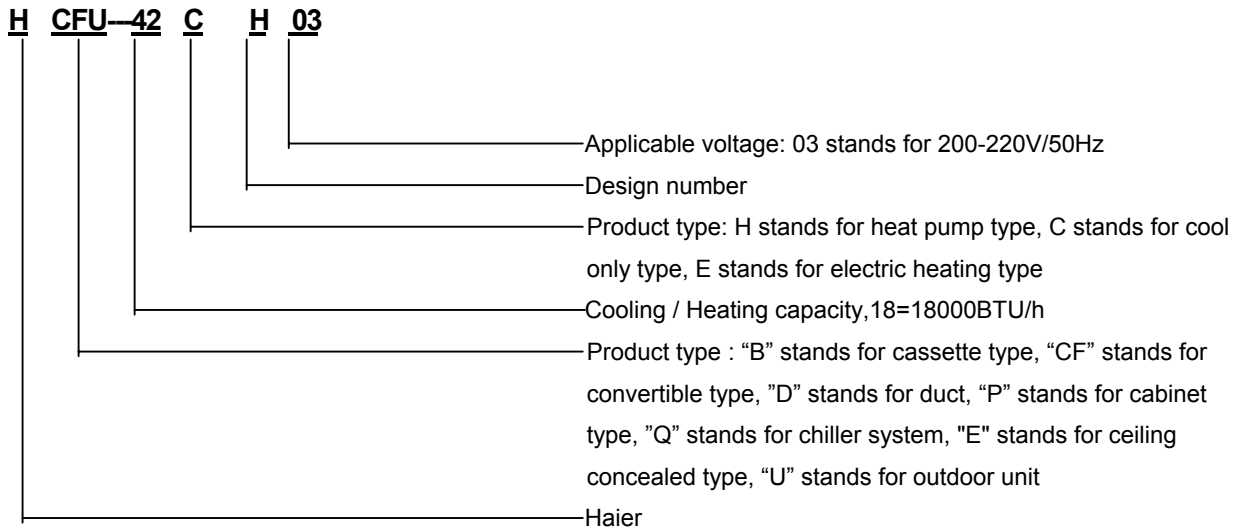 H CFU---42 C H 03
Applicable voltage: 03 stands for 200-220V/50Hz
Design number
Product type: H stands for heat pump type, C stands for cool
only type, E stands for electric heating type
Cooling / Heating capacity,18=18000BTU/h
Product type : “B” stands for cassette type, “CF” stands for
convertible type, ”D” stands for duct, “P” stands for cabinet
type, ”Q” stands for chiller system, "E" stands for ceiling
concealed type, “U” stands for outdoor unit
Haier